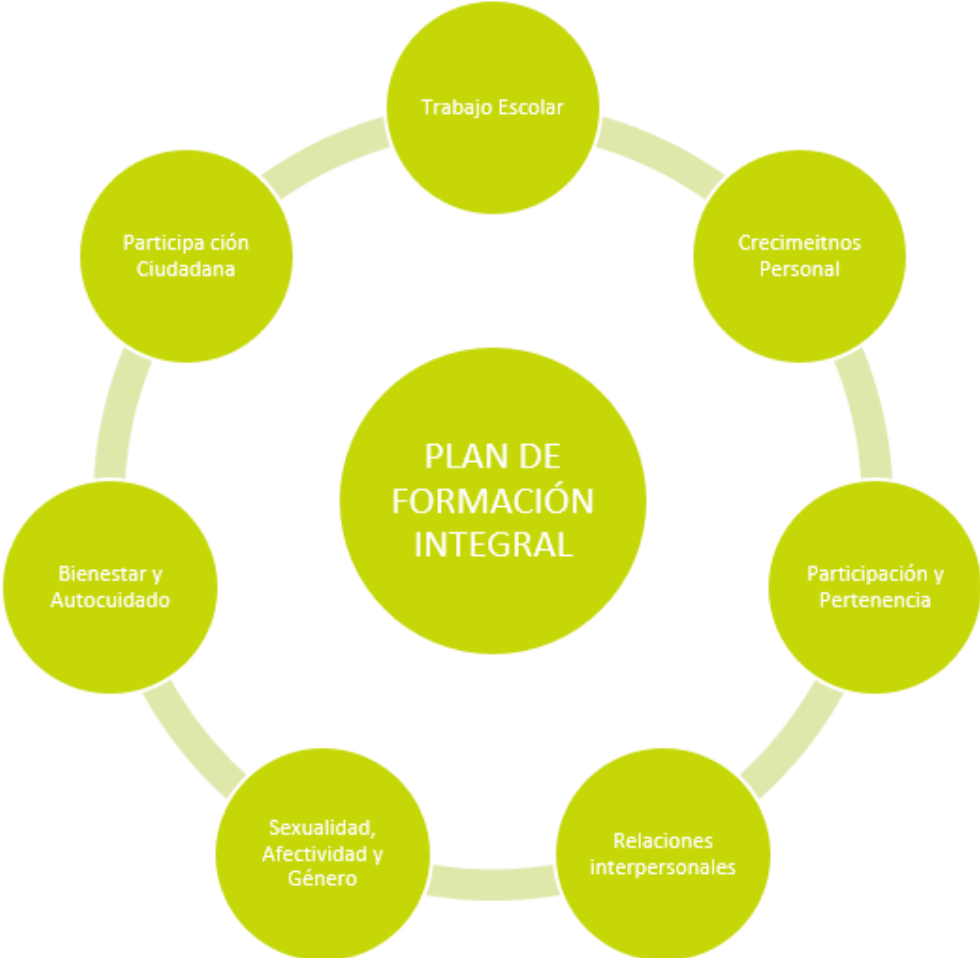 Trabajo Escolar
Crecimeitnos
Personal
Participación y
Pertenencia
Relaciones
interpersonales
Sexualidad,
Afectividad y
Género
Bienestar y
Autocuidado
Participa ción
Ciudadana
PLAN DE
FORMACIÓN
INTEGRAL